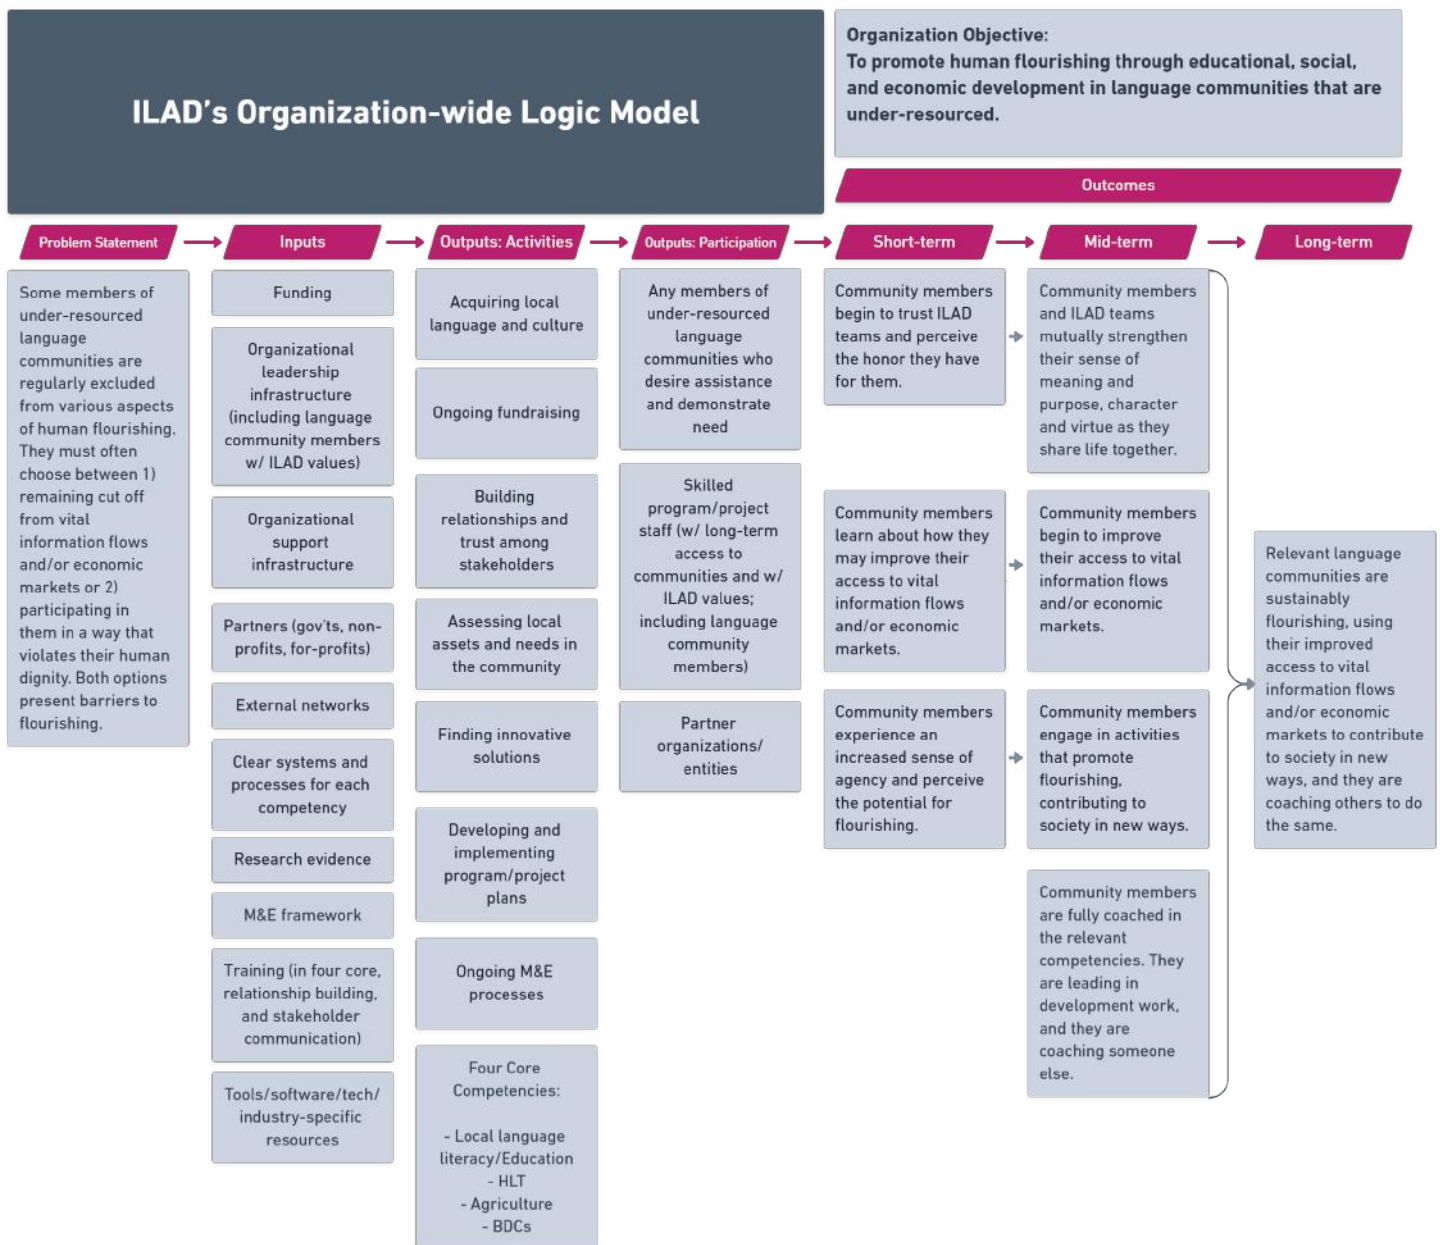 ILAD's Organization-wide Logic Model
Organization Objective:
To promote human flourishing through educational, social,
and economic development in language communities that are
under-resourced.
Outcomes
Problem Statement
Inputs
Outputs: Activities
Outputs: Participation
Short-term
Mid-term
Long-term
Some members of
under-resourced
language
communities are
regularly excluded
from various aspects
of human flourishing.
They must often
choose between 1)
remaining cut off
from vital
information flows
and/or economic
markets or 2)
participating in
them in a way that
violates their human
dignity. Both options
present barriers to
flourishing.
Funding
Organizational
leadership
infrastructure
(including language
community members
w/ ILAD values)
Organizational
support
infrastructure
Partners (gov'ts, non-
profits, for-profits)
External networks
Clear systems and
processes for each
competency
Research evidence
M&E framework
Training (in four core,
relationship building,
and stakeholder
communication)
Tools/software/tech/
industry-specific
resources
Acquiring local
language and culture
Ongoing fundraising
Building
relationships and
trust among
stakeholders
Assessing local
assets and needs in
the community
Finding innovative
solutions
Developing and
implementing
program/project
plans
Ongoing M&E
processes
Four Core
Competencies:
- Local language
literacy/Education
- HLT
- Agriculture
- BDCs
Any members of
under-resourced
language
communities who
desire assistance
and demonstrate
need
Skilled
program/project
staff (w/ long-term
access to
communities and w/
ILAD values;
including language
community
members)
Partner
organizations/
entities
Community members
begin to trust ILAD
teams and perceive
the honor they have
for them.
Community members
learn about how they
may improve their
access to vital
information flows
and/or economic
markets.
Community members
experience an
increased sense of
agency and perceive
the potential for
flourishing.
Community members
and ILAD teams
mutually strengthen
their sense of
meaning and
purpose, character
and virtue as they
share life together.
Community members
begin to improve
their access to vital
information flows
and/or economic
markets.
Community members
engage in activities
that promote
flourishing,
contributing to
society in new ways.
Community members
are fully coached in
the relevant
competencies. They
are leading in
development work,
and they are
coaching someone
else.
Relevant language
communities are
sustainably
flourishing, using
their improved
access to vital
information flows
and/or economic
markets to contribute
to society in new
ways, and they are
coaching others to do
the same.